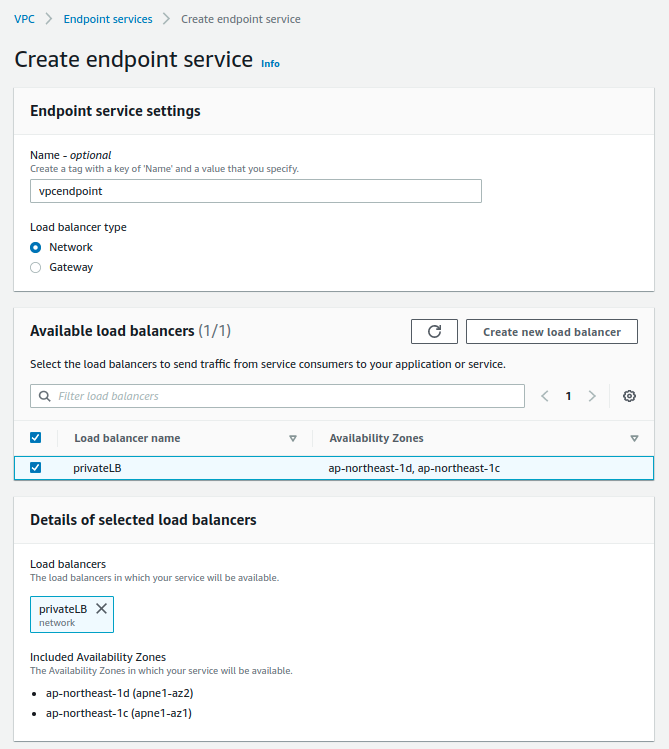 VPC > Endpoint services > Create endpoint service
Create endpoint service Info
Endpoint service settings
Name - optional
Create a tag with a key of 'Name' and a value that you specify.
vpcendpoint
Load balancer type
Network
Gateway
Available load balancers (1/1)
Create new load balancer
Select the load balancers to send traffic from service consumers to your application or service.
Filter load balancers
1
Load balancer name
Availability Zones
privateLB
ap-northeast-1d, ap-northeast-1c
Details of selected load balancers
Load balancers
The load balancers in which your service will be available.
privateLB
network
Included Availability Zones
The Availability Zones in which your service will be available.
• ap-northeast-1d (apne1-az2)
• ap-northeast-1c (apne1-az1)